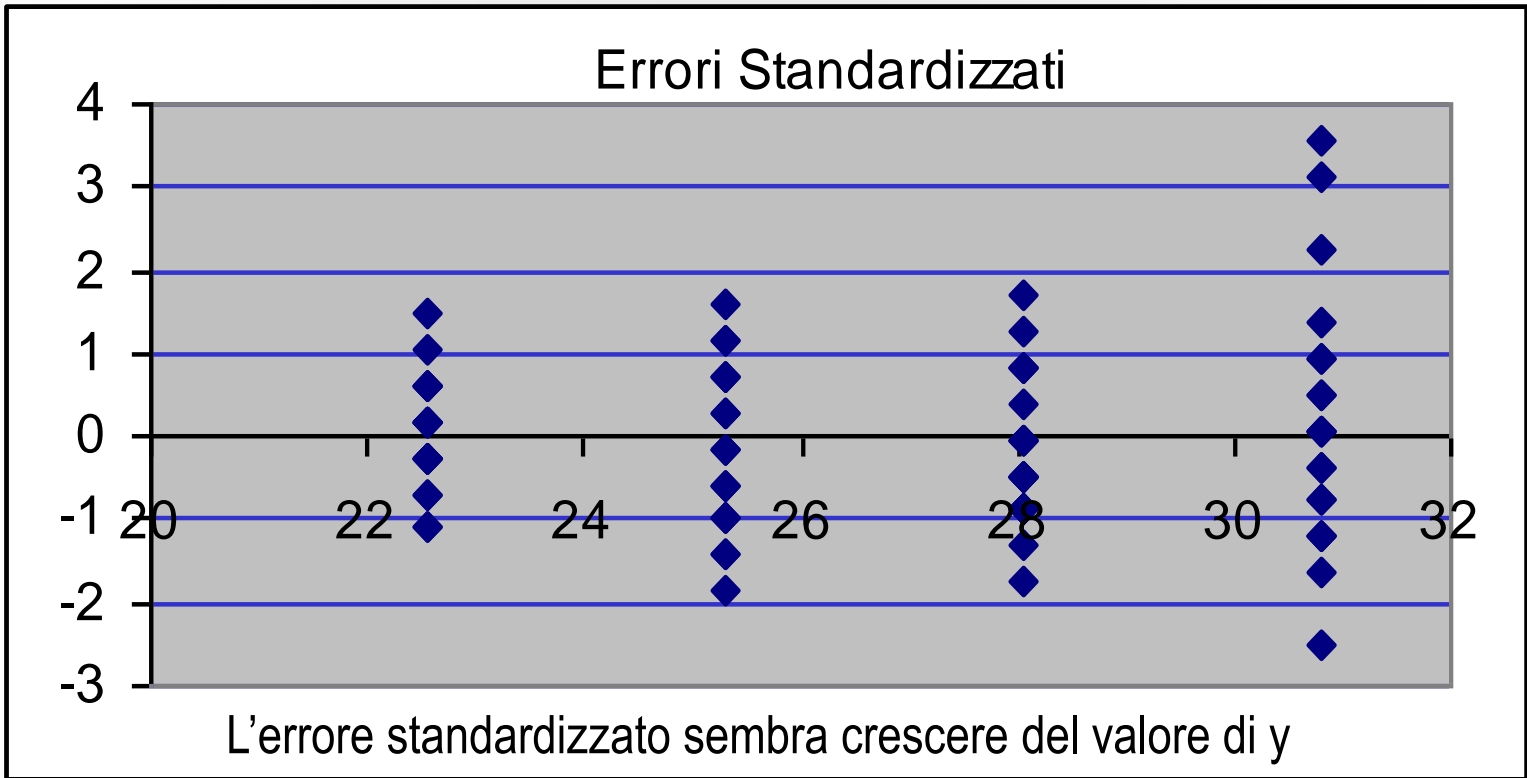 Errori Standardizzati
4
3
2
1
0
-1 20 22 24 26 28 30 32
-2
-3
L'errore standardizzato sembra crescere del valore di y